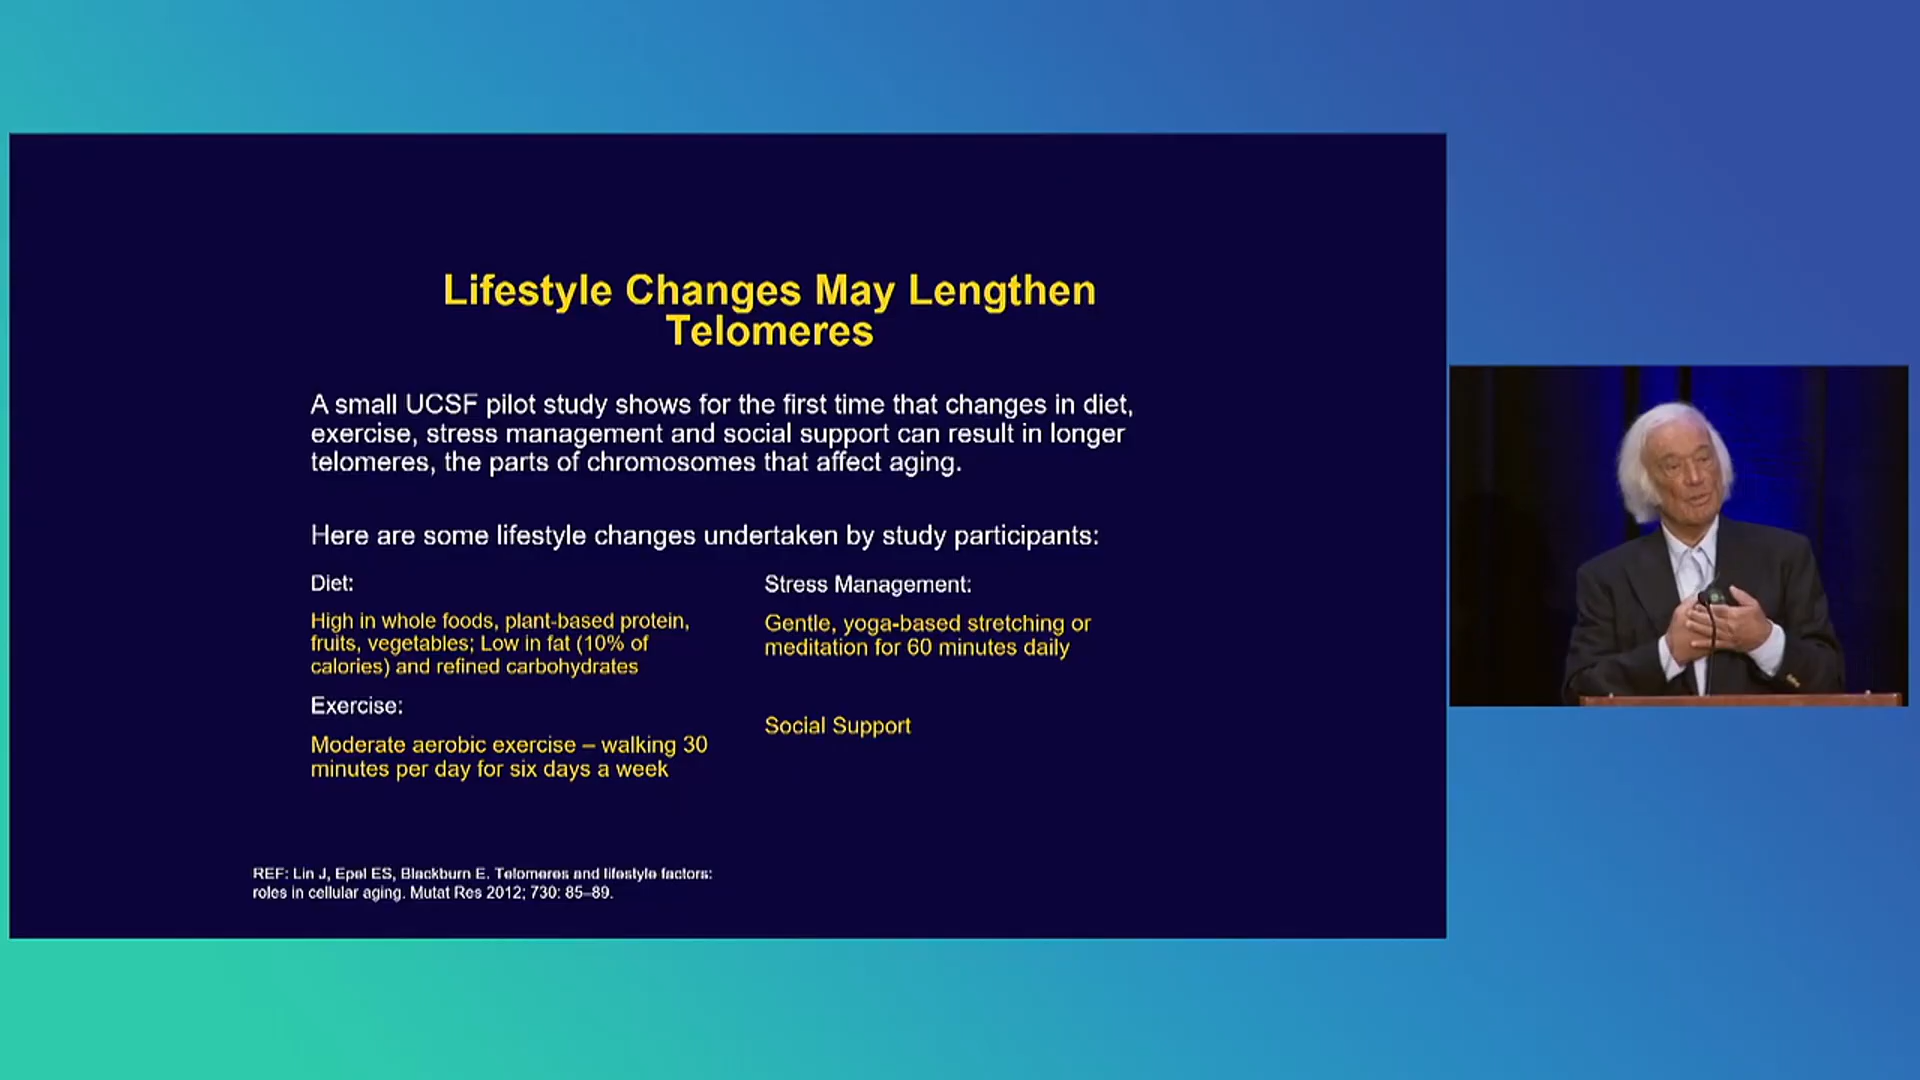 Lifestyle Changes May Lengthen
Telomeres
A small UCSF pilot study shows for the first time that changes in diet,
exercise, stress management and social support can result in longer
telomeres, the parts of chromosomes that affect aging.
Here are some lifestyle changes undertaken by study participants:
Diet:
High in whole foods, plant-based protein,
fruits, vegetables; Low in fat (10% of
calories) and refined carbohydrates
Exercise:
Moderate aerobic exercise – walking 30
minutes per day for six days a week
Stress Management:
Gentle, yoga-based stretching or
meditation for 60 minutes daily
Social Support
REF: Lin J, Epel ES, Blackburn E. Telomeres and lifestyle factors:
roles in cellular aging. Mutat Res 2012; 730: 85–89.